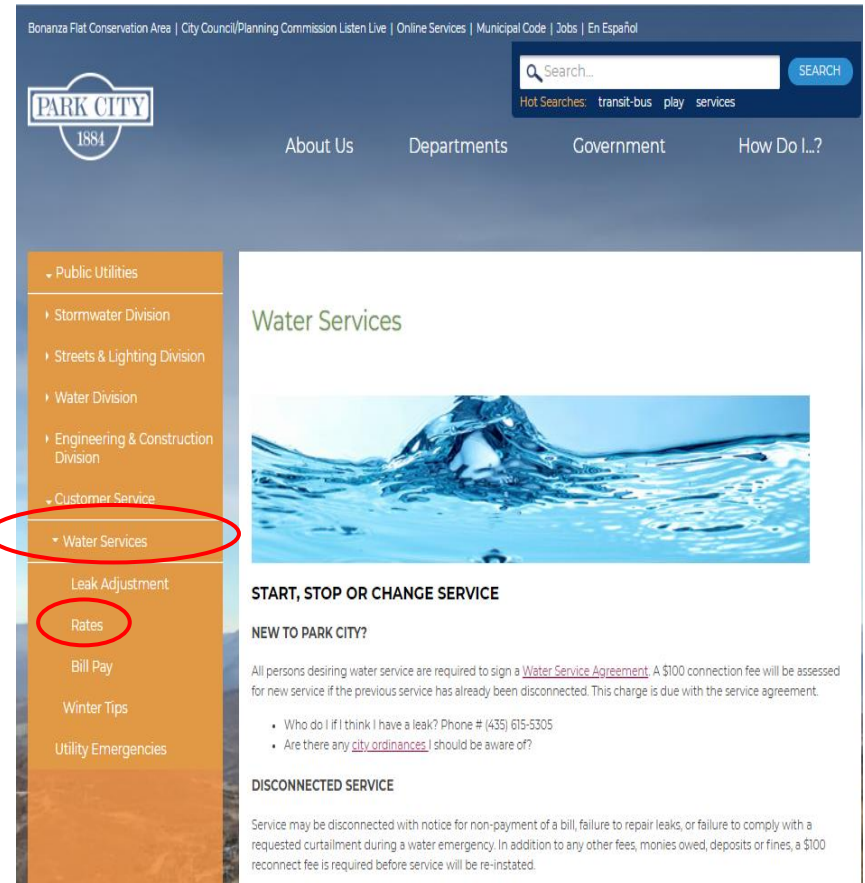 Bonanza Flat Conservation Area | City Council/Planning Commission Listen Live | Online Services | Municipal Code | Jobs | En Español
Search...
SEARCH
Hot Searches: transit-bus play services
PARK CITY
1884
About Us Departments Government How Do I...?
Public Utilities
Stormwater Division
Streets & Lighting Division
Water Division
Engineering & Construction
Division
Customer Service
Water Services
Leak Adjustment
Rates
Bill Pay
Winter Tips
Utility Emergencies
Water Services
START, STOP OR CHANGE SERVICE
NEW TO PARK CITY?
All persons desiring water service are required to sign a Water Service Agreement. A $100 connection fee will be assessed
for new service if the previous service has already been disconnected. This charge is due with the service agreement.
• Who do I if I think I have a leak? Phone # (435) 615-5305
• Are there any city ordinances I should be aware of?
DISCONNECTED SERVICE
Service may be disconnected with notice for non-payment of a bill, failure to repair leaks, or failure to comply with a
requested curtailment during a water emergency. In addition to any other fees, monies owed, deposits or fines, a $100
reconnect fee is required before service will be re-instated.